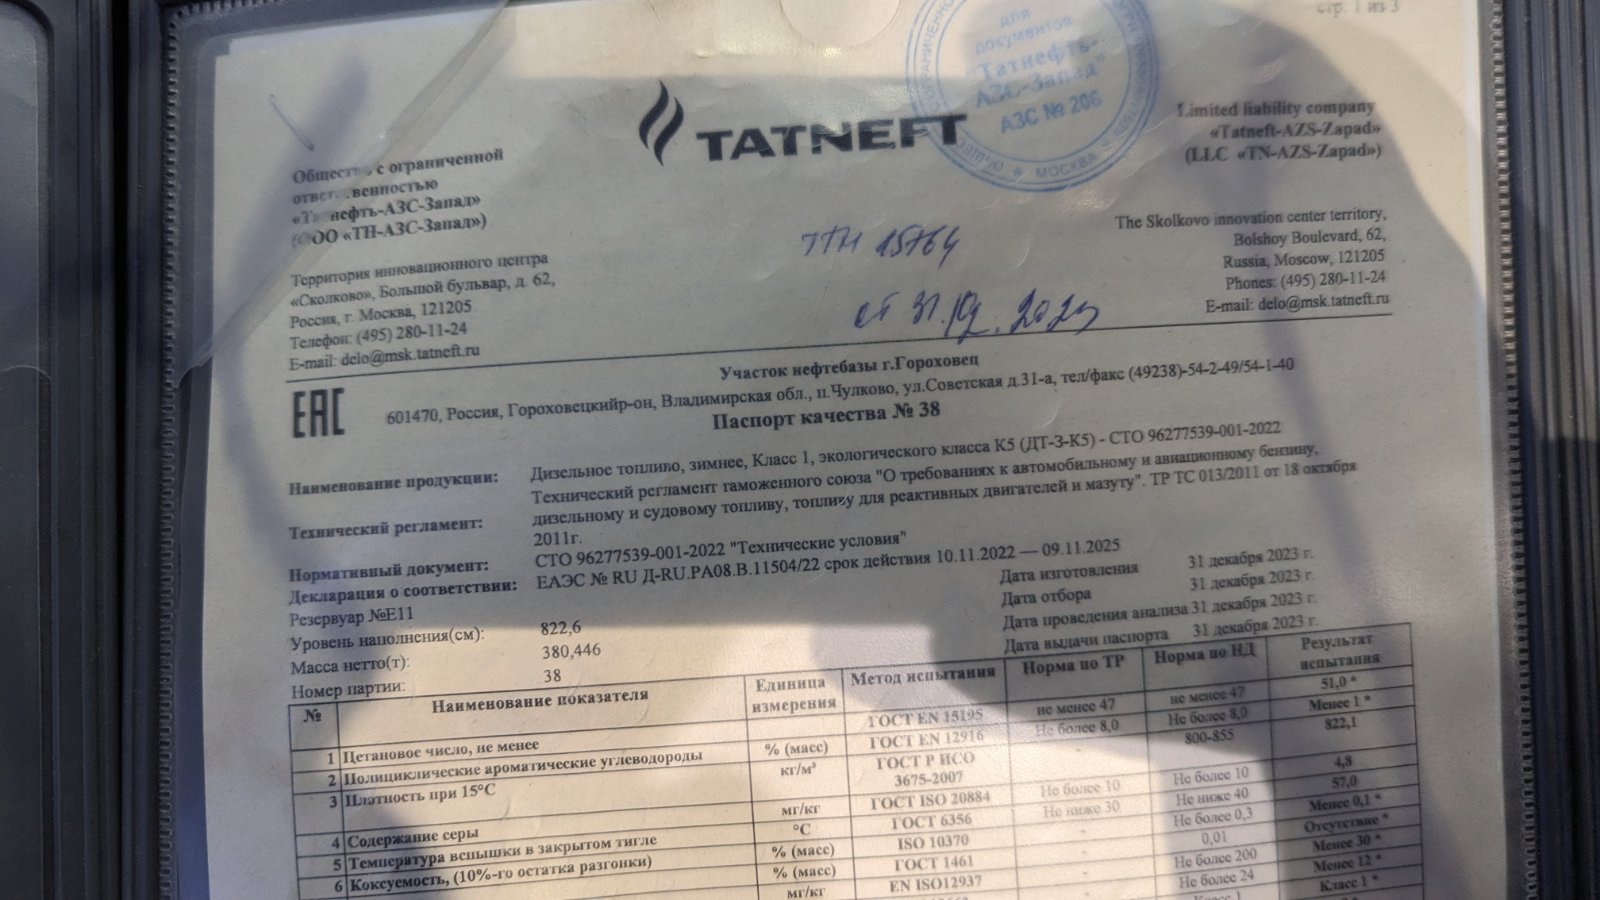 стр. 1 из 3
для
документов
"Татнефть-
АЗС-Запад"
АЗС № 206
МОСКВА
TATNEFT
Общество с ограниченной
ответственностью
«Татнефть-АЗС-Запад»
(ООО «ТН-АЗС-Запад»)
Территория инновационного центра
«Сколково», Большой бульвар, д. 62,
Россия, г. Москва, 121205
Телефон: (495) 280-11-24
E-mail: delo@msk.tatneft.ru
Limited liability company
«Tatneft-AZS-Zapad»
(LLC «TN-AZS-Zapad»)
The Skolkovo innovation center territory,
Bolshoy Boulevard, 62,
Russia, Moscow, 121205
Phones: (495) 280-11-24
E-mail: delo@msk.tatneft.ru
ТТН 15764
от 31.12.2023
EAC
Участок нефтебазы г.Гороховец
601470, Россия, Гороховецкийр-он, Владимирская обл., п.Чулково, ул.Советская д.31-а, тел/факс (49238)-54-2-49/54-1-40
Паспорт качества № 38
Наименование продукции: Дизельное топливо, зимнее, Класс 1, экологического класса К5 (ДТ-З-К5) - СТО 96277539-001-2022
Технический регламент: Технический регламент таможенного союза "О требованиях к автомобильному и авиационному бензину,
дизельному и судовому топливу, топливу для реактивных двигателей и мазуту". ТР ТС 013/2011 от 18 октября
2011г.
Нормативный документ: СТО 96277539-001-2022 "Технические условия"
Декларация о соответствии: ЕАЭС № RU Д-RU.РА08.В.11504/22 срок действия 10.11.2022 — 09.11.2025
Резервуар №Е11
Уровень наполнения(см): 822,6
Масса нетто(т): 380,446
Номер партии: 38
Дата изготовления 31 декабря 2023 г.
Дата отбора 31 декабря 2023 г.
Дата проведения анализа 31 декабря 2023 г.
Дата выдачи паспорта 31 декабря 2023 г.
№ Наименование показателя Единица измерения Метод испытания Норма по ТР Норма по НД Результат испытания
1 Цетановое число, не менее ГОСТ EN 15195 не менее 47 не менее 47 51,0 *
2 Полициклические ароматические углеводороды % (масс) ГОСТ EN 12916 Не более 8,0 Не более 8,0 Менее 1 *
3 Плотность при 15°С кг/м³ ГОСТ Р ИСО 3675-2007 - 800-855 822,1
4 Содержание серы мг/кг ГОСТ ISO 20884 Не более 10 Не более 10 4,8
5 Температура вспышки в закрытом тигле °С ГОСТ 6356 Не ниже 30 Не ниже 40 57,0
6 Коксуемость, (10%-го остатка разгонки) % (масс) ISO 10370 - Не более 0,3 Менее 0,1 *
% (масс) ГОСТ 1461 - 0,01 Отсутствие *
мг/кг EN ISO12937 - Не более 200 Менее 30 *
Не более 24 Менее 12 *
Класс 1 Класс 1 *